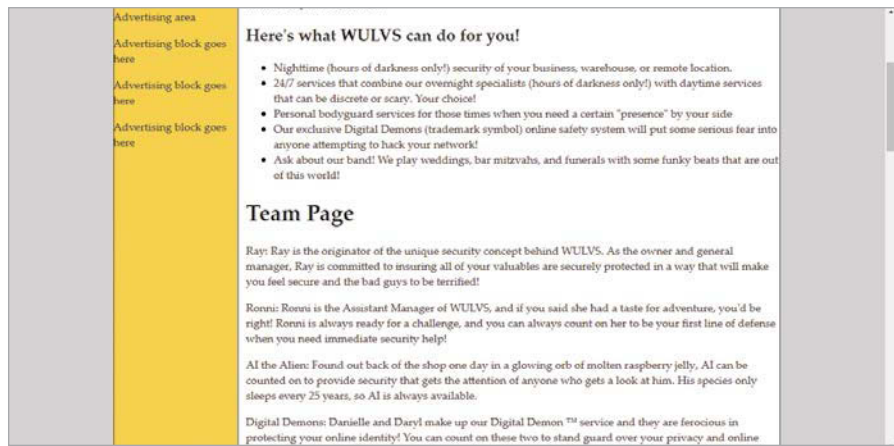 Advertising area
Advertising block goes
here
Advertising block goes
here
Advertising block goes
here
Here's what WULVS can do for you!
• Nighttime (hours of darkness only!) security of your business, warehouse, or remote location.
• 24/7 services that combine our overnight specialists (hours of darkness only!) with daytime services
that can be discrete or scary. Your choice!
• Personal bodyguard services for those times when you need a certain "presence" by your side
• Our exclusive Digital Demons (trademark symbol) online safety system will put some serious fear into
anyone attempting to hack your network!
• Ask about our band! We play weddings, bar mitzvahs, and funerals with some funky beats that are out
of this world!
Team Page
Ray: Ray is the originator of the unique security concept behind WULVS. As the owner and general
manager, Ray is committed to insuring all of your valuables are securely protected in a way that will make
you feel secure and the bad guys to be terrified!
Ronni: Ronni is the Assistant Manager of WULVS, and if you said she had a taste for adventure, you'd be
right! Ronni is always ready for a challenge, and you can always count on her to be your first line of defense
when you need immediate security help!
AI the Alien: Found out back of the shop one day in a glowing orb of molten raspberry jelly, AI can be
counted on to provide security that gets the attention of anyone who gets a look at him. His species only
sleeps every 25 years, so AI is always available.
Digital Demons: Danielle and Daryl make up our Digital Demon ™ service and they are ferocious in
protecting your online identity! You can count on these two to stand guard over your privacy and online